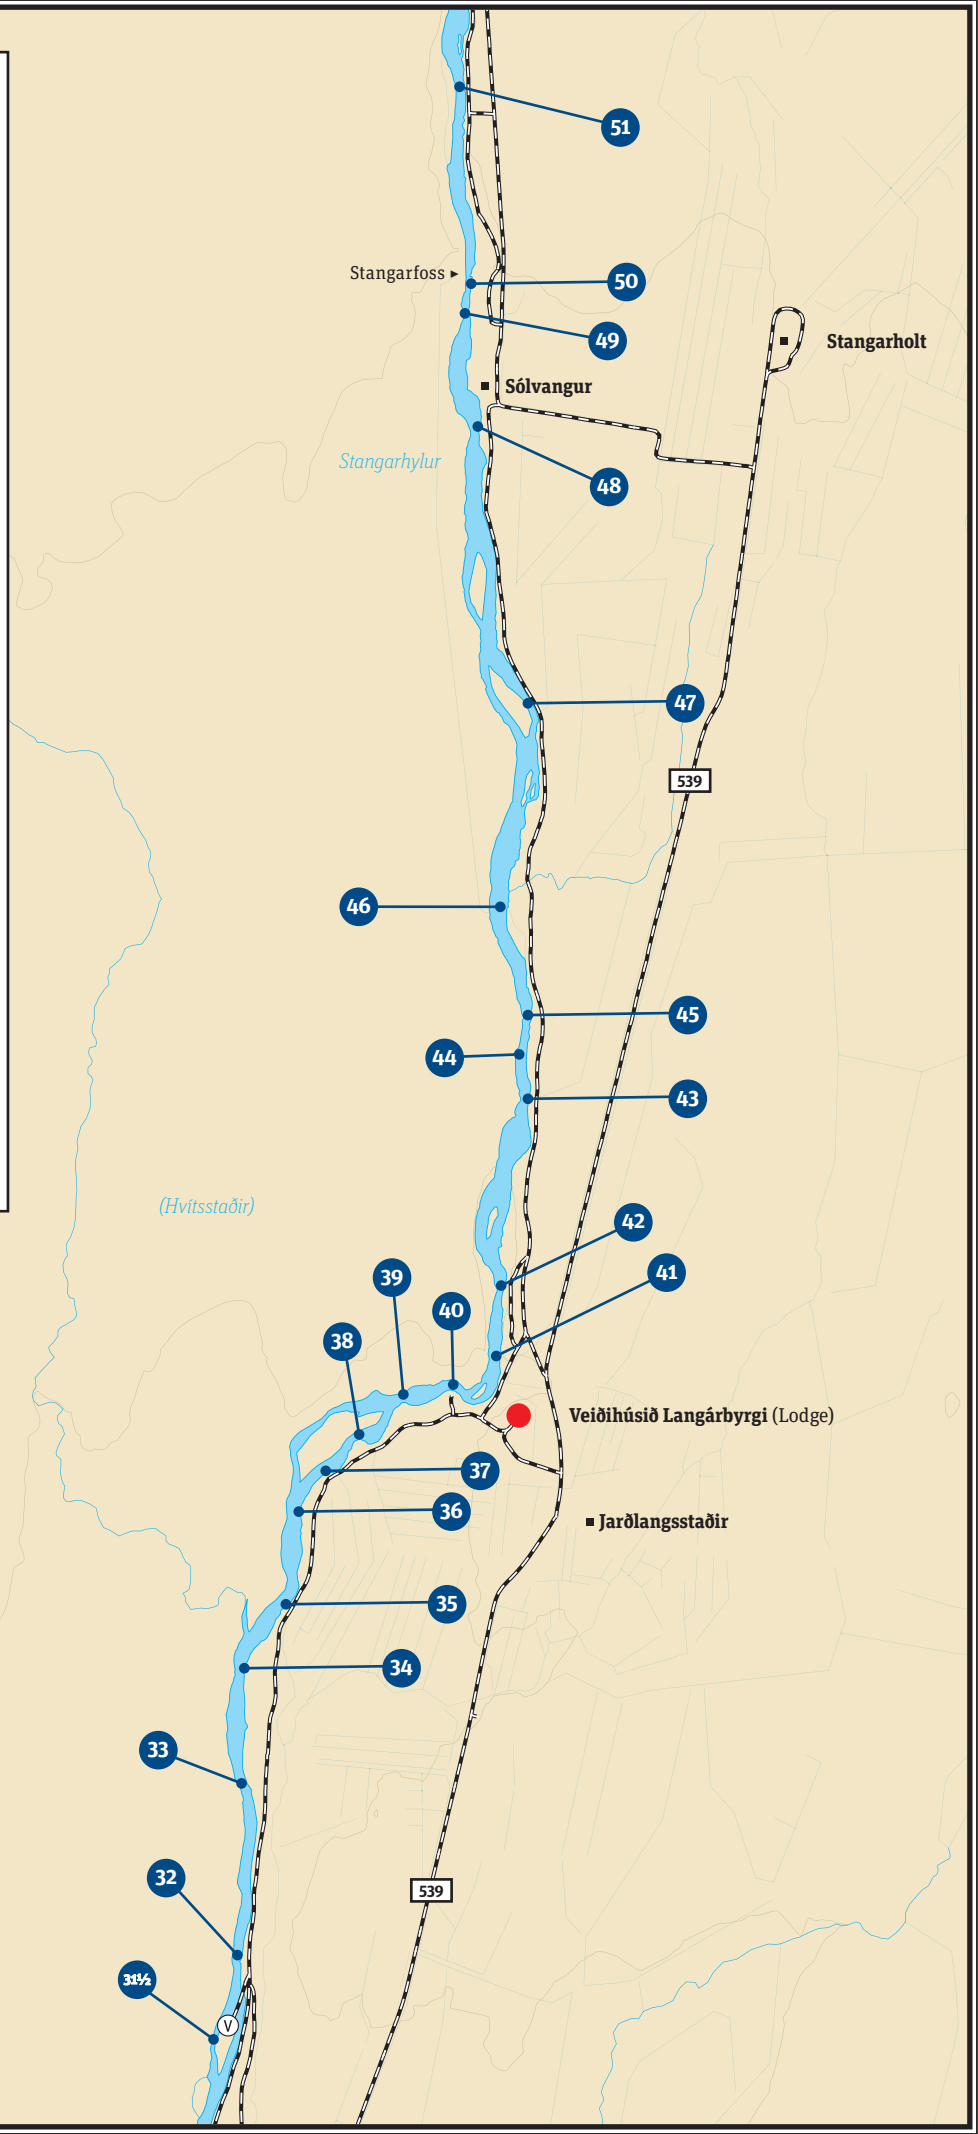 51
Stangarfoss
50
49
Stangarholt
Sólvangur
Stangarhylur
48
47
539
46
45
44
43
(Hvítsstaðir)
42
41
39
40
38
Veiðihúsið Langárbyrgi (Lodge)
37
36
Jarðlangsstaðir
35
34
33
32
539
31½
V